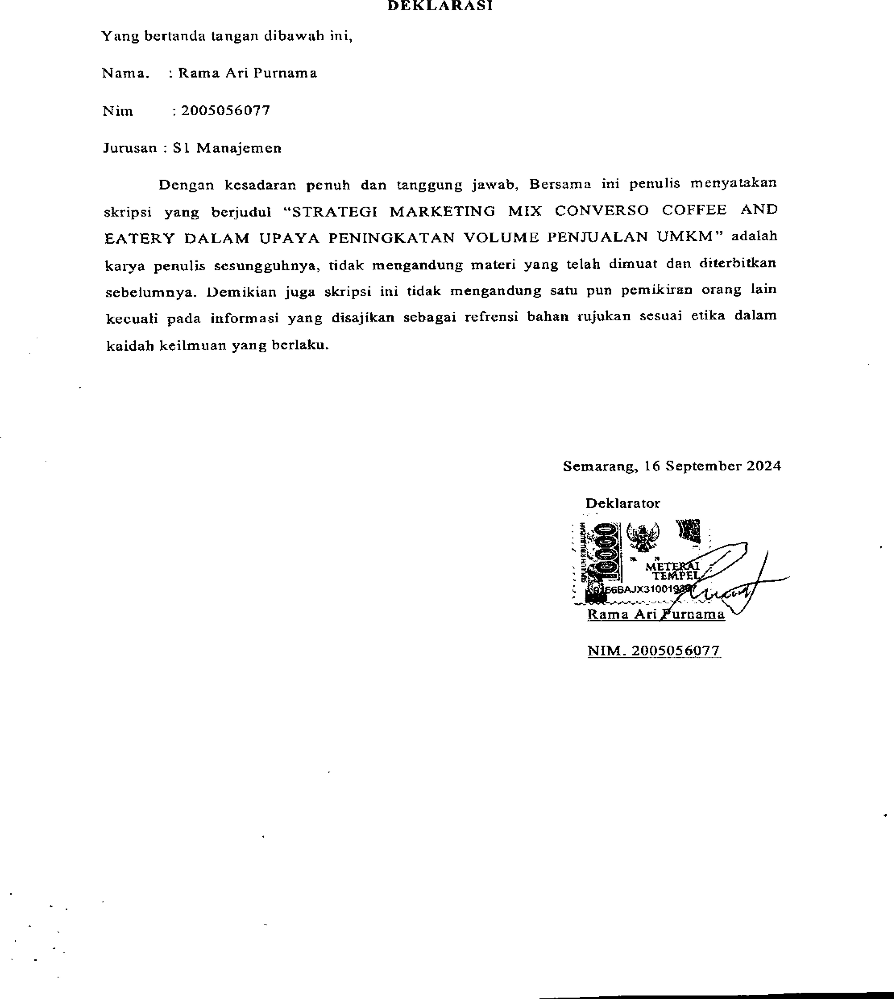 DEKLARASI
Yang bertanda tangan dibawah ini,
Nama. : Rama Ari Purnama
Nim : 2005056077
Jurusan : S1 Manajemen
Dengan kesadaran penuh dan tanggung jawab, Bersama ini penulis menyatakan
skripsi yang berjudul “STRATEGI MARKETING MIX CONVERSO COFFEE AND
EATERY DALAM UPAYA PENINGKATAN VOLUME PENJUALAN UMKM” adalah
karya penulis sesungguhnya, tidak mengandung materi yang telah dimuat dan diterbitkan
sebelumnya. Demikian juga skripsi ini tidak mengandung satu pun pemikiran orang lain
kecuali pada informasi yang disajikan sebagai refrensi bahan rujukan sesuai etika dalam
kaidah keilmuan yang berlaku.
Semarang, 16 September 2024
Deklarator
SEPULUH RIBU RUPIAH
10000
METERAI
TEMPEL
Rama Ari Purnama
NIM. 2005056077